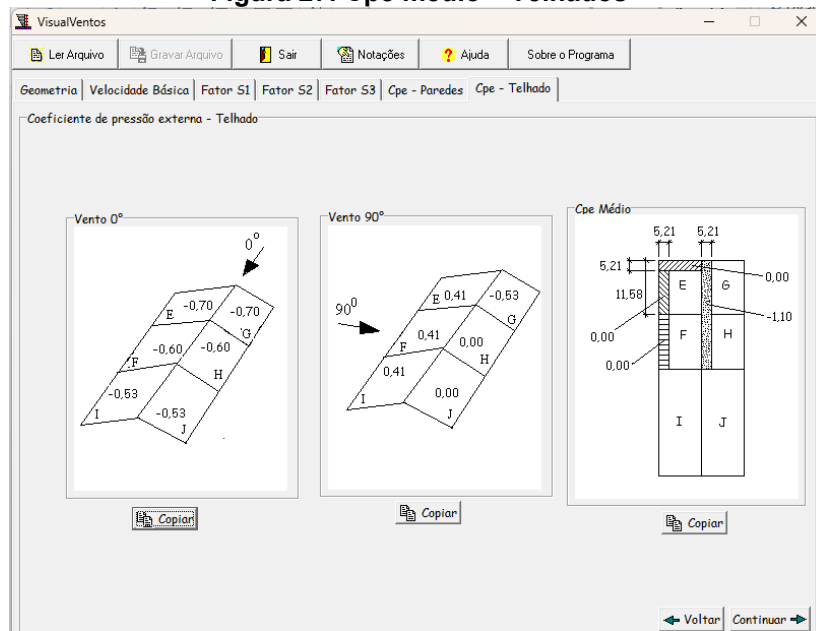 Figura 2.4 Cpe Médio – Telhados
VisualVentos
Ler Arquivo Gravar Arquivo Sair Notações ? Ajuda Sobre o Programa
Geometria Velocidade Básica Fator S1 Fator S2 Fator S3 Cpe - Paredes Cpe - Telhado
Coeficiente de pressão externa - Telhado
Vento 0°
0°
E -0,70 -0,70
G
F -0,60 -0,60
H
-0,53
I -0,53
J
Copiar
Vento 90°
90⁰
E 0,41 -0,53
G
F 0,41 0,00
H
0,41
I 0,00
J
Copiar
Cpe Médio
5,21 5,21
5,21
0,00
E G
11,58
-1,10
0,00
F H
0,00
I J
Copiar
Voltar Continuar